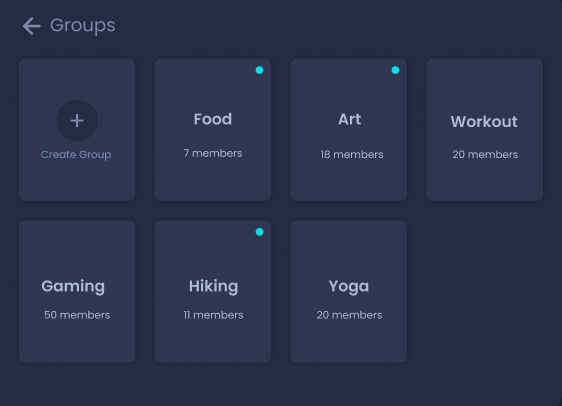 Groups
Create Group
Food
7 members
Art
18 members
Workout
20 members
Gaming
50 members
Hiking
11 members
Yoga
20 members